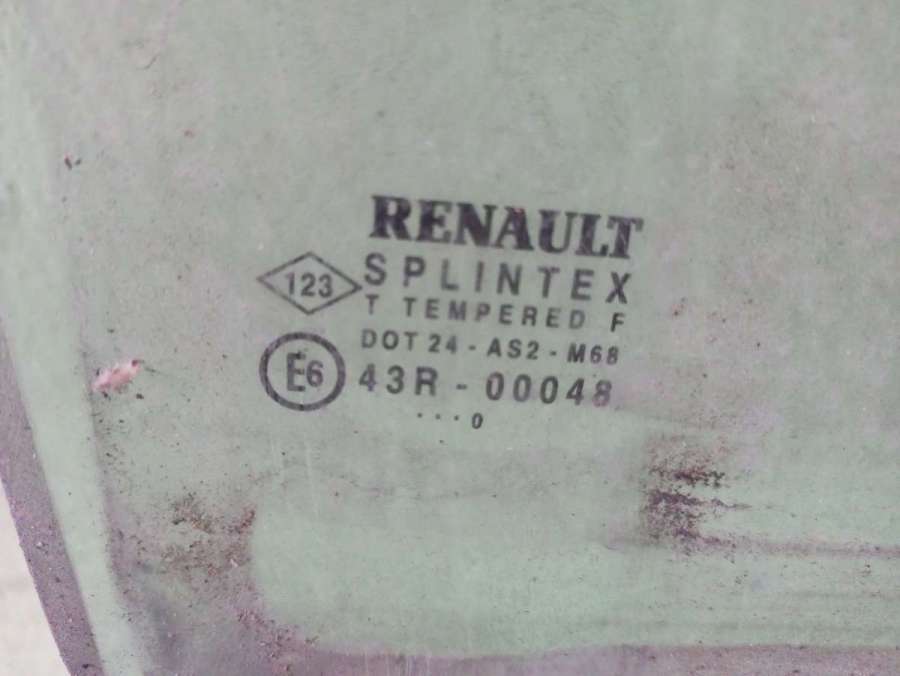 RENAULT
SPLINTEX
123
T TEMPERED F
DOT 24 - AS2 - M68
E6
43R - 00048
...0